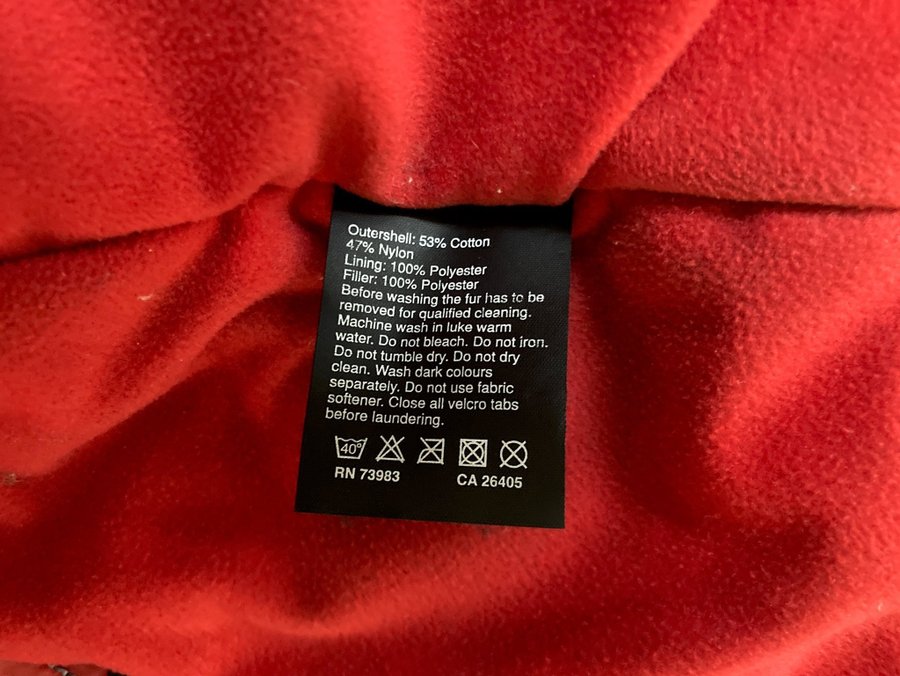 Outershell: 53% Cotton
47% Nylon
Lining: 100% Polyester
Filler: 100% Polyester
Before washing the fur has to be
removed for qualified cleaning.
Machine wash in luke warm
water. Do not bleach. Do not iron.
Do not tumble dry. Do not dry
clean. Wash dark colours
separately. Do not use fabric
softener. Close all velcro tabs
before laundering.
40°
RN 73983 CA 26405